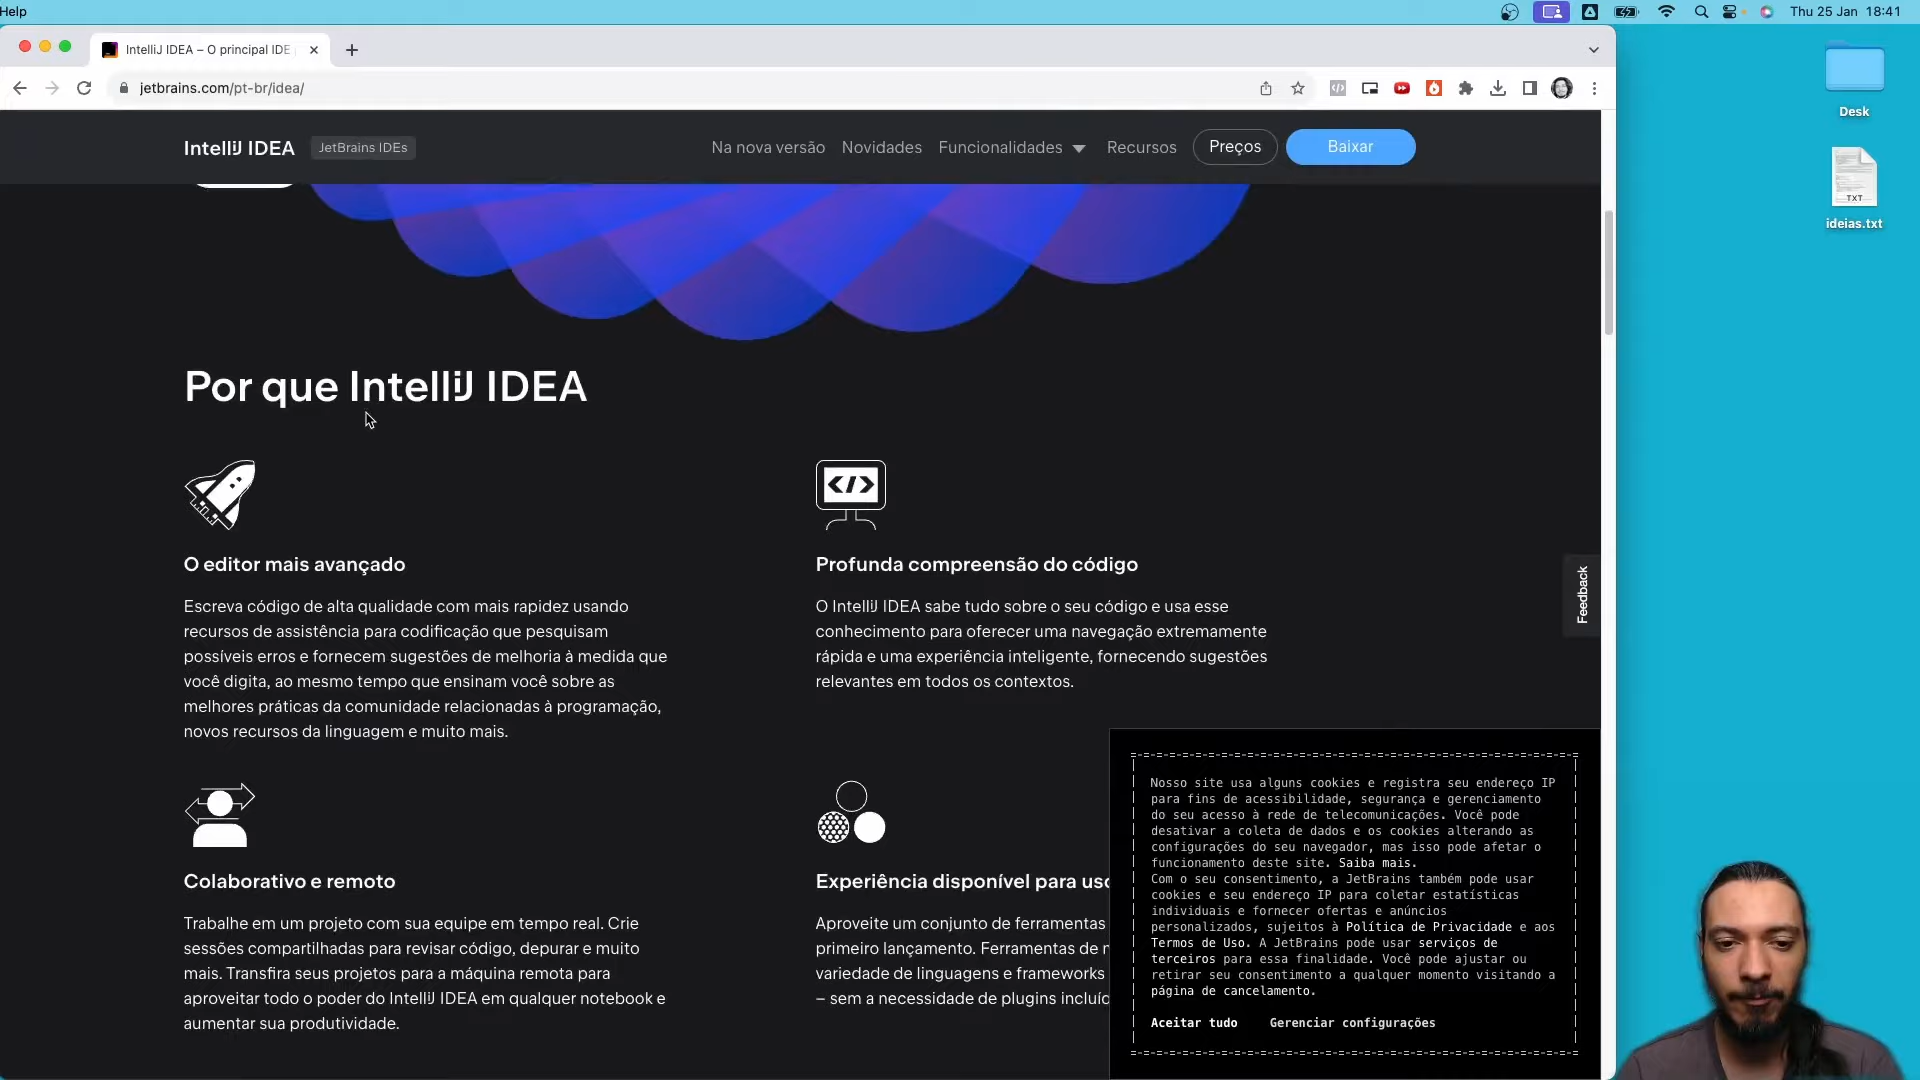 Help
Thu 25 Jan 18:41
IntelliJ IDEA – O principal IDE
jetbrains.com/pt-br/idea/
Desk
TXT
ideias.txt
IntelliJ IDEA
JetBrains IDEs
Na nova versão
Novidades
Funcionalidades
Recursos
Preços
Baixar
Por que IntelliJ IDEA
O editor mais avançado
Escreva código de alta qualidade com mais rapidez usando
recursos de assistência para codificação que pesquisam
possíveis erros e fornecem sugestões de melhoria à medida que
você digita, ao mesmo tempo que ensinam você sobre as
melhores práticas da comunidade relacionadas à programação,
novos recursos da linguagem e muito mais.
Profunda compreensão do código
O IntelliJ IDEA sabe tudo sobre o seu código e usa esse
conhecimento para oferecer uma navegação extremamente
rápida e uma experiência inteligente, fornecendo sugestões
relevantes em todos os contextos.
Feedback
Colaborativo e remoto
Trabalhe em um projeto com sua equipe em tempo real. Crie
sessões compartilhadas para revisar código, depurar e muito
mais. Transfira seus projetos para a máquina remota para
aproveitar todo o poder do IntelliJ IDEA em qualquer notebook e
aumentar sua produtividade.
Experiência disponível para uso
Aproveite um conjunto de ferramentas
primeiro lançamento. Ferramentas de
variedade de linguagens e frameworks
– sem a necessidade de plugins
Nosso site usa alguns cookies e registra seu endereço IP
para fins de acessibilidade, segurança e gerenciamento
do seu acesso à rede de telecomunicações. Você pode
desativar a coleta de dados e os cookies alterando as
configurações do seu navegador, mas isso pode afetar o
funcionamento deste site. Saiba mais.
Com o seu consentimento, a JetBrains também pode usar
cookies e seu endereço IP para coletar estatísticas
individuais e fornecer ofertas e anúncios
personalizados, sujeitos à Política de Privacidade e aos
Termos de Uso. A JetBrains pode usar serviços de
terceiros para essa finalidade. Você pode ajustar ou
retirar seu consentimento a qualquer momento visitando a
página de cancelamento.
Aceitar tudo
Gerenciar configurações